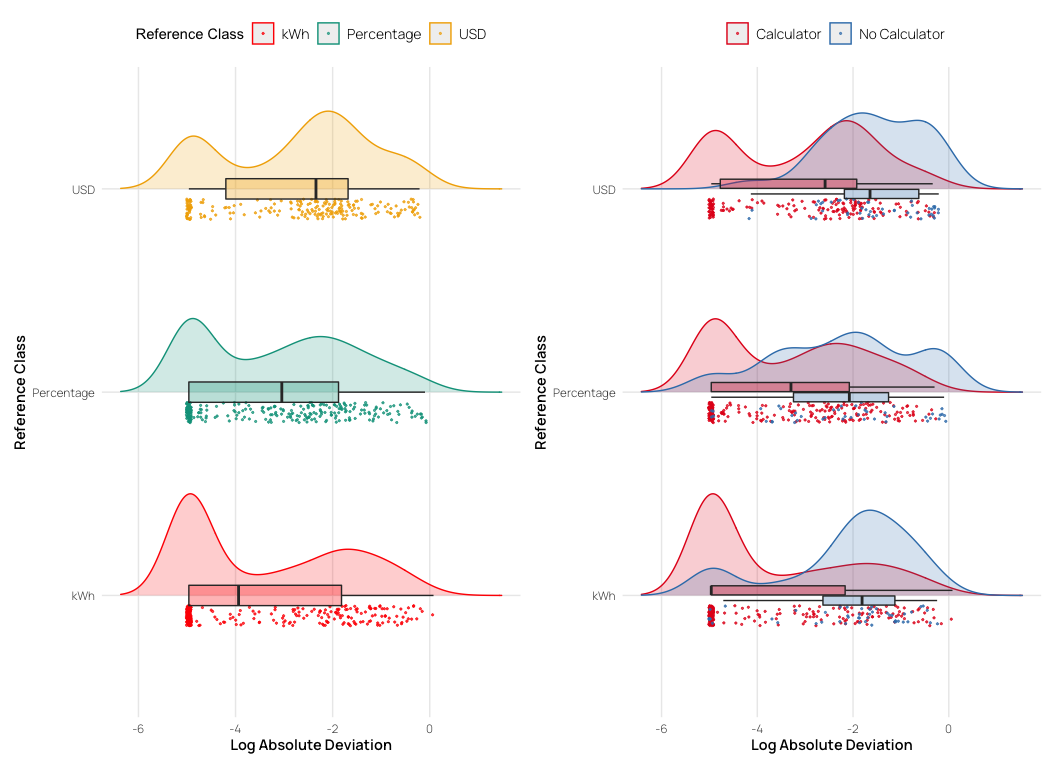 Reference Class kWh Percentage USD
Calculator No Calculator
USD
Percentage
kWh
Reference Class
-6 -4 -2 0
Log Absolute Deviation
USD
Percentage
kWh
Reference Class
-6 -4 -2 0
Log Absolute Deviation